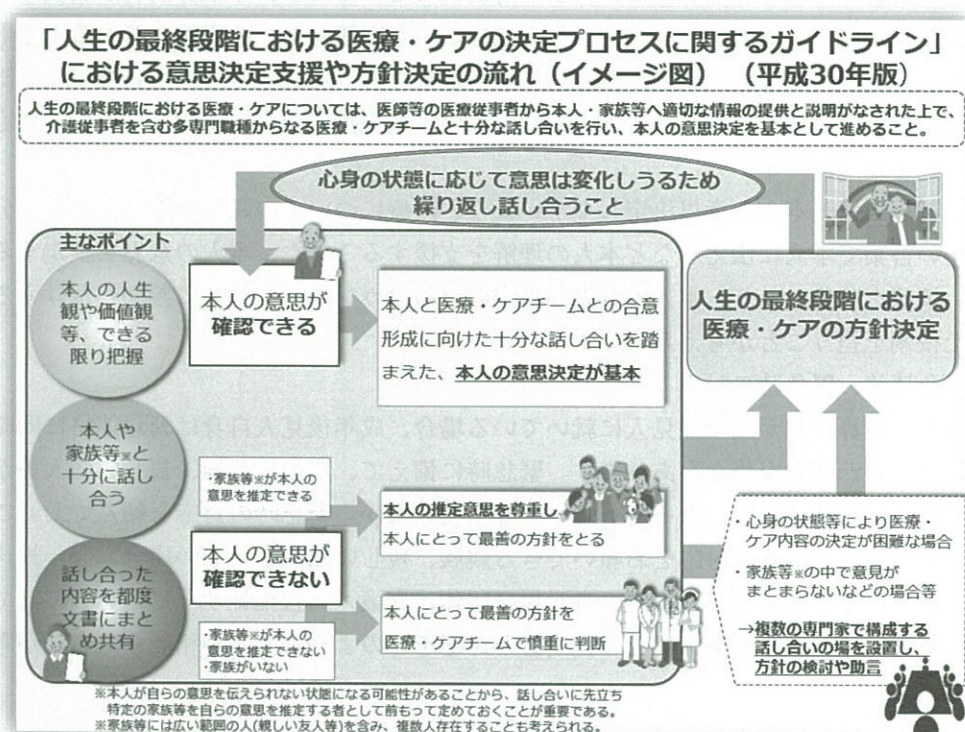 「人生の最終段階における医療・ケアの決定プロセスに関するガイドライン」
における意思決定支援や方針決定の流れ（イメージ図）（平成30年版）
人生の最終段階における医療・ケアについては、医師等の医療従事者から本人・家族等へ適切な情報の提供と説明がなされた上で、
介護従事者を含む多専門職種からなる医療・ケアチームと十分な話し合いを行い、本人の意思決定を基本として進めること。
心身の状態に応じて意思は変化しうるため
繰り返し話し合うこと
主なポイント
本人の人生
観や価値観
等、できる
限り把握
本人や
家族等※と
十分に話し
合う
話し合った
内容を都度
文書にまと
め共有
本人の意思が
確認できる
本人と医療・ケアチームとの合意
形成に向けた十分な話し合いを踏
まえた、本人の意思決定が基本
・家族等※が本人の
意思を推定できる
本人の意思が
確認できない
・家族等※が本人の
意思を推定できない
・家族がいない
本人の推定意思を尊重し、
本人にとって最善の方針をとる
本人にとって最善の方針を
医療・ケアチームで慎重に判断
人生の最終段階における
医療・ケアの方針決定
・心身の状態等により医療・
ケア内容の決定が困難な場合
・家族等※の中で意見が
まとまらないなどの場合等
→複数の専門家で構成する
話し合いの場を設置し、
方針の検討や助言
※本人が自らの意思を伝えられない状態になる可能性があることから、話し合いに先立ち
特定の家族等を自らの意思を推定する者として前もって定めておくことが重要である。
※家族等には広い範囲の人(親しい友人等)を含み、複数人存在することも考えられる。